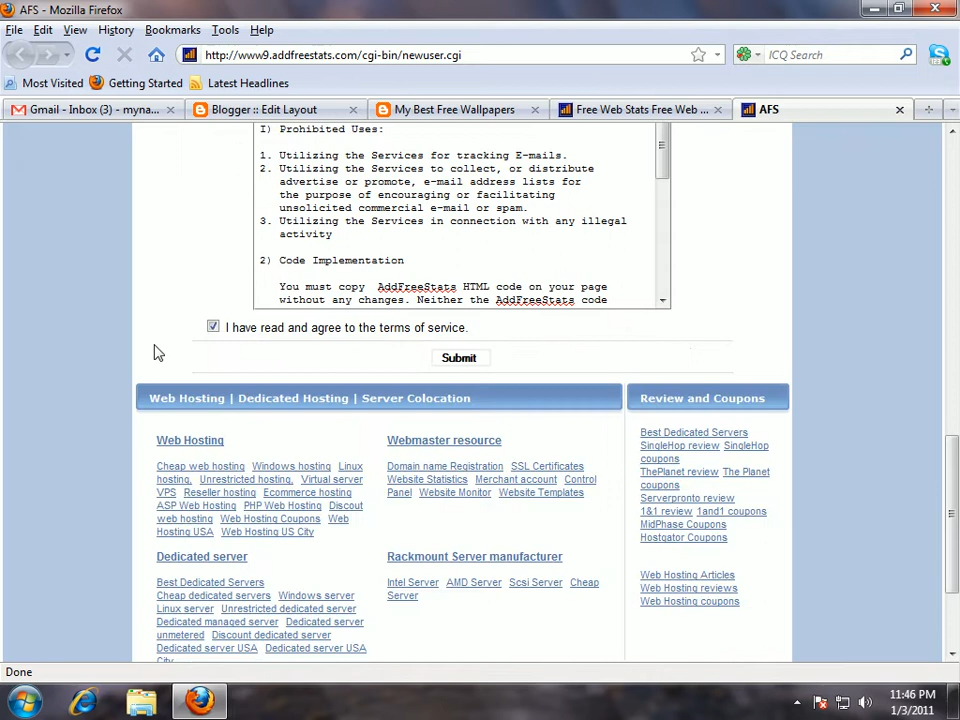 AFS - Mozilla Firefox
File Edit View History Bookmarks Tools Help
http://www9.addfreestats.com/cgi-bin/newuser.cgi
ICQ Search
Most Visited Getting Started Latest Headlines
Gmail - Inbox (3) - myna...
Blogger :: Edit Layout
My Best Free Wallpapers
Free Web Stats Free Web ...
AFS
I) Prohibited Uses:
1. Utilizing the Services for tracking E-mails.
2. Utilizing the Services to collect, or distribute
advertise or promote, e-mail address lists for
the purpose of encouraging or facilitating
unsolicited commercial e-mail or spam.
3. Utilizing the Services in connection with any illegal
activity
2) Code Implementation
You must copy AddFreeStats HTML code on your page
without any changes. Neither the AddFreeStats code
I have read and agree to the terms of service.
Submit
Web Hosting | Dedicated Hosting | Server Colocation
Web Hosting
Cheap web hosting Windows hosting Linux
hosting, Unrestricted hosting, Virtual server
VPS Reseller hosting Ecommerce hosting
ASP Web Hosting PHP Web Hosting Discout
web hosting Web Hosting Coupons Web
Hosting USA Web Hosting US City
Webmaster resource
Domain name Registration SSL Certificates
Website Statistics Merchant account Control
Panel Website Monitor Website Templates
Dedicated server
Best Dedicated Servers
Cheap dedicated servers Windows server
Linux server Unrestricted dedicated server
Dedicated managed server Dedicated server
unmetered Discount dedicated server
Dedicated server USA Dedicated server USA
City
Rackmount Server manufacturer
Intel Server AMD Server Scsi Server Cheap
Server
Review and Coupons
Best Dedicated Servers
SingleHop review SingleHop
coupons
ThePlanet review The Planet
coupons
Serverpronto review
1&1 review 1and1 coupons
MidPhase Coupons
Hostgator Coupons
Web Hosting Articles
Web Hosting reviews
Web Hosting coupons
Done
11:46 PM
1/3/2011